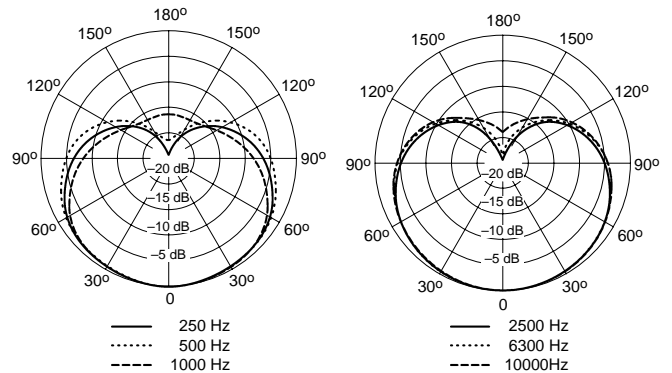 180º
150º
150º
120º
120º
90º
90º
–20 dB
–15 dB
–10 dB
–5 dB
60º
60º
30º
30º
0
250 Hz
500 Hz
1000 Hz
180º
150º
150º
120º
120º
90º
90º
–20 dB
–15 dB
–10 dB
–5 dB
60º
60º
30º
30º
0
2500 Hz
6300 Hz
10000Hz